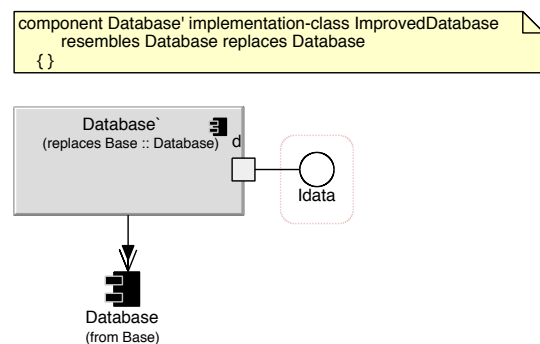 component Database' implementation-class ImprovedDatabase
resembles Database replaces Database
{ }
Database`
(replaces Base :: Database)
d
Idata
Database
(from Base)